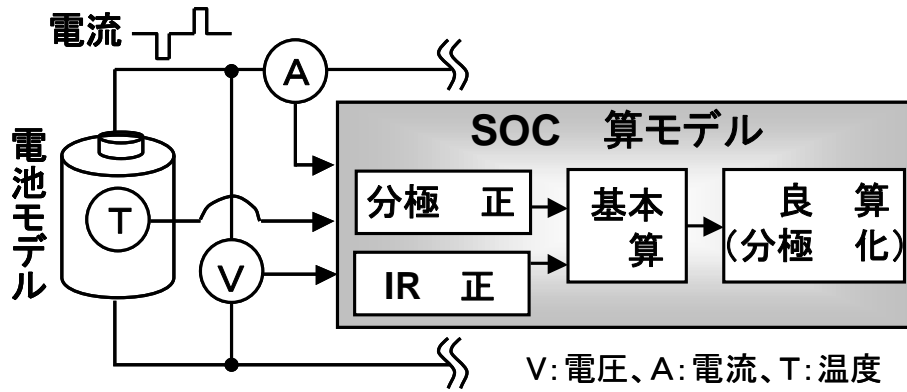 電流
A
電池モデル
T
V
SOC 算モデル
分極 正
IR 正
基本
算
良 算
(分極 化)
V:電圧、A:電流、T:温度